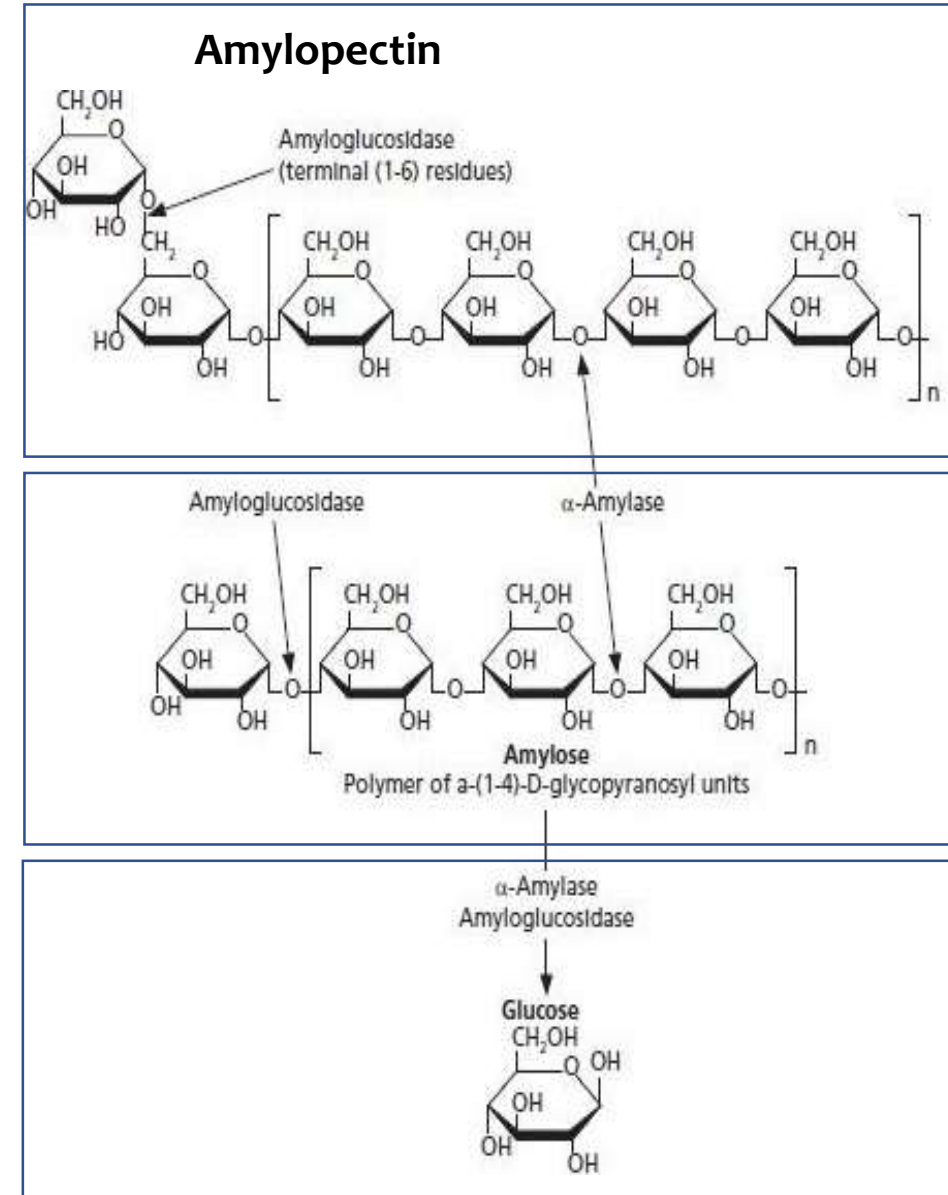 Amylopectin
CH2OH
O
Amyloglucosidase
(terminal (1-6) residues)
OH
OH
HO
O
CH2
CH2OH CH2OH CH2OH CH2OH
O O O O O
OH OH OH OH OH
HO O O O O O
OH OH OH OH OH
n
Amyloglucosidase α-Amylase
CH2OH CH2OH CH2OH CH2OH
O O O O
OH OH OH OH
OH O O O O
OH OH OH OH
n
Amylose
Polymer of a-(1-4)-D-glycopyranosyl units
α-Amylase
Amyloglucosidase
Glucose
CH2OH
O OH
OH
OH
OH